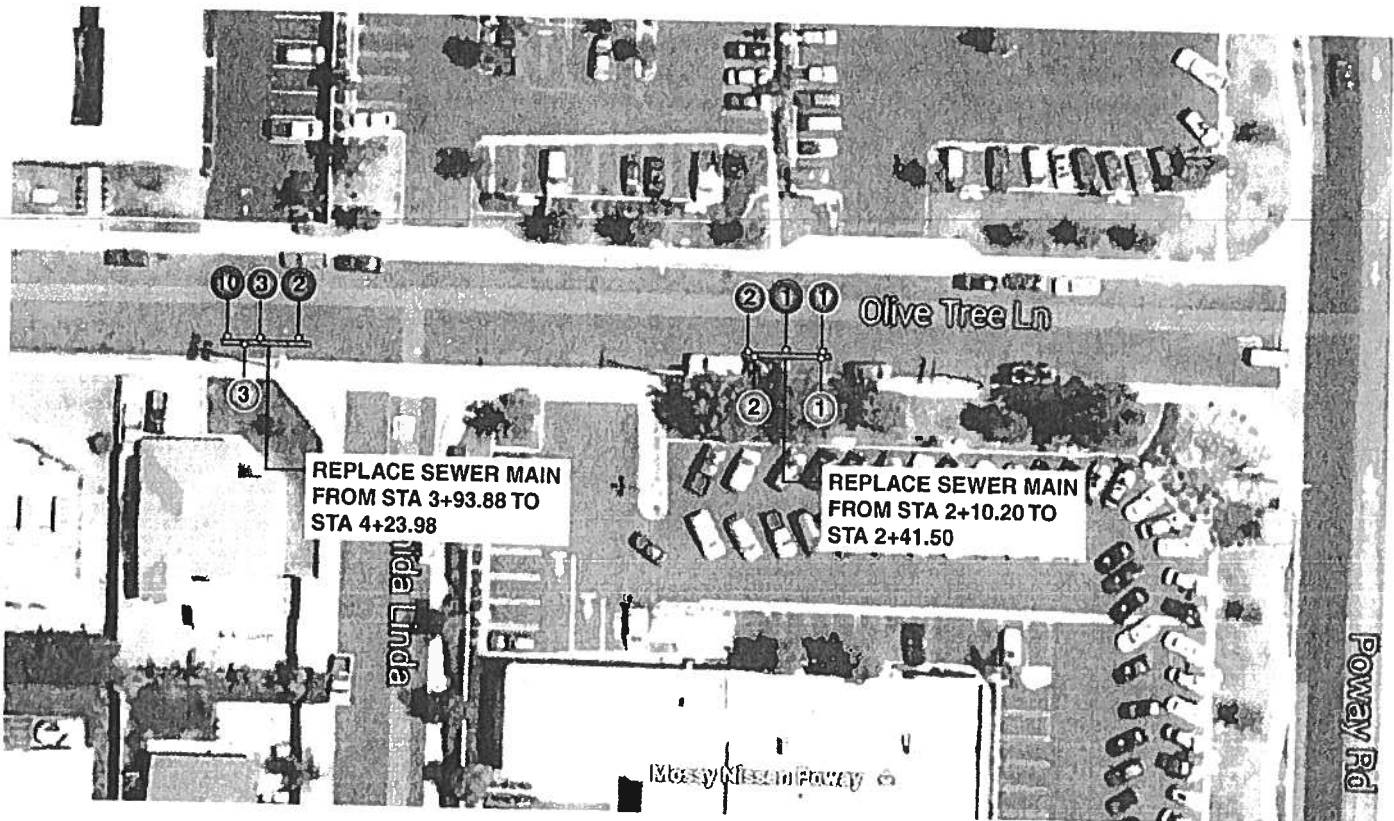 10 3 2
2 1 1
Olive Tree Ln
3
2 1
REPLACE SEWER MAIN
FROM STA 3+93.88 TO
STA 4+23.98
REPLACE SEWER MAIN
FROM STA 2+10.20 TO
STA 2+41.50
Linda
Poway Rd
Mossy Nissan Poway